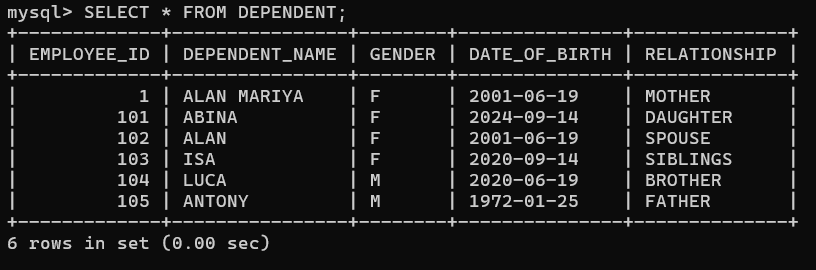 mysql> SELECT * FROM DEPENDENT;
+-------------+----------------+--------+---------------+--------------+
| EMPLOYEE_ID | DEPENDENT_NAME | GENDER | DATE_OF_BIRTH | RELATIONSHIP |
+-------------+----------------+--------+---------------+--------------+
|           1 | ALAN MARIYA    | F      | 2001-06-19    | MOTHER       |
|         101 | ABINA          | F      | 2024-09-14    | DAUGHTER     |
|         102 | ALAN           | F      | 2001-06-19    | SPOUSE       |
|         103 | ISA            | F      | 2020-09-14    | SIBLINGS     |
|         104 | LUCA           | M      | 2020-06-19    | BROTHER      |
|         105 | ANTONY         | M      | 1972-01-25    | FATHER       |
+-------------+----------------+--------+---------------+--------------+
6 rows in set (0.00 sec)